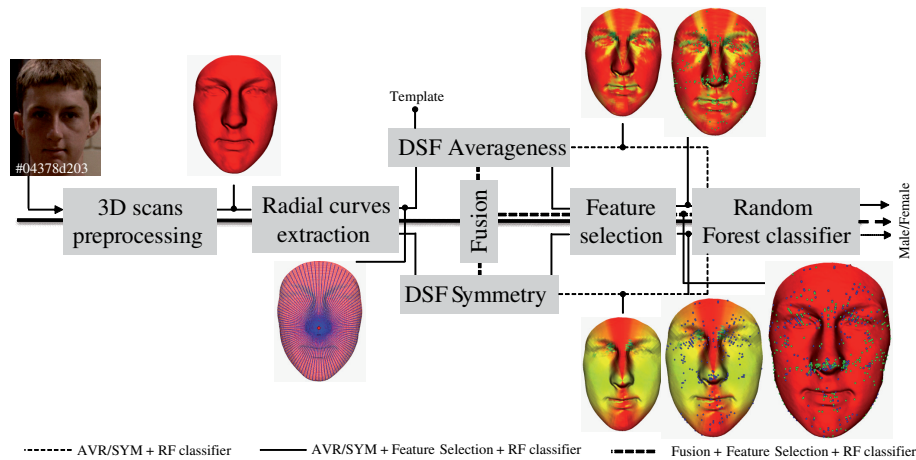 #04378d203
Template
DSF Averageness
3D scans
preprocessing
Radial curves
extraction
Fusion
Feature
selection
Random
Forest classifier
Male/Female
DSF Symmetry
AVR/SYM + RF classifier
AVR/SYM + Feature Selection + RF classifier
Fusion + Feature Selection + RF classifier